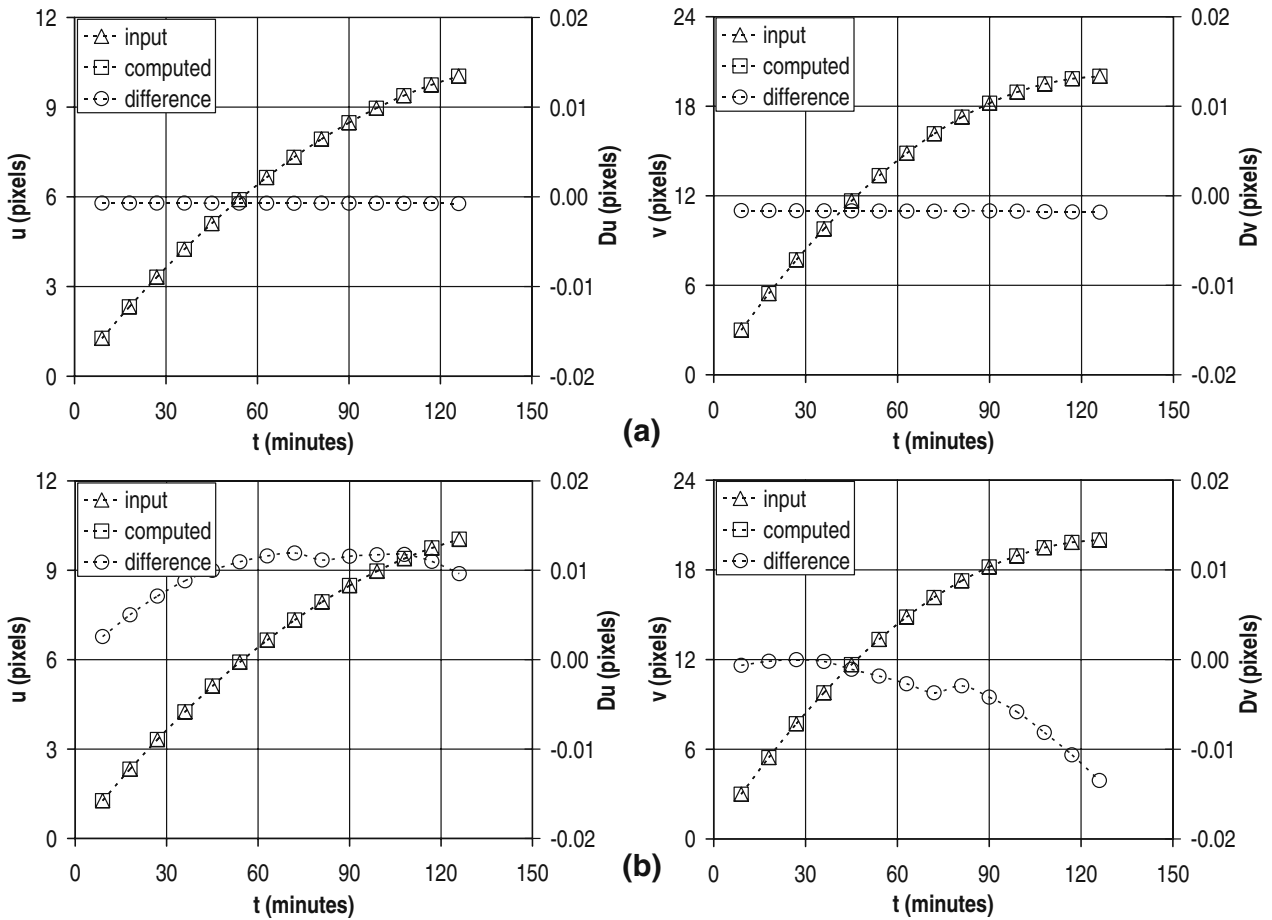 12
9
6
3
0
u (pixels)
input
computed
difference
0.02
0.01
0.00
-0.01
-0.02
Du (pixels)
0 30 60 90 120 150
t (minutes)
24
18
12
6
0
v (pixels)
input
computed
difference
0.02
0.01
0.00
-0.01
-0.02
Dv (pixels)
0 30 60 90 120 150
t (minutes)
(a)
12
9
6
3
0
u (pixels)
input
computed
difference
0.02
0.01
0.00
-0.01
-0.02
Du (pixels)
0 30 60 90 120 150
t (minutes)
24
18
12
6
0
v (pixels)
input
computed
difference
0.02
0.01
0.00
-0.01
-0.02
Dv (pixels)
0 30 60 90 120 150
t (minutes)
(b)